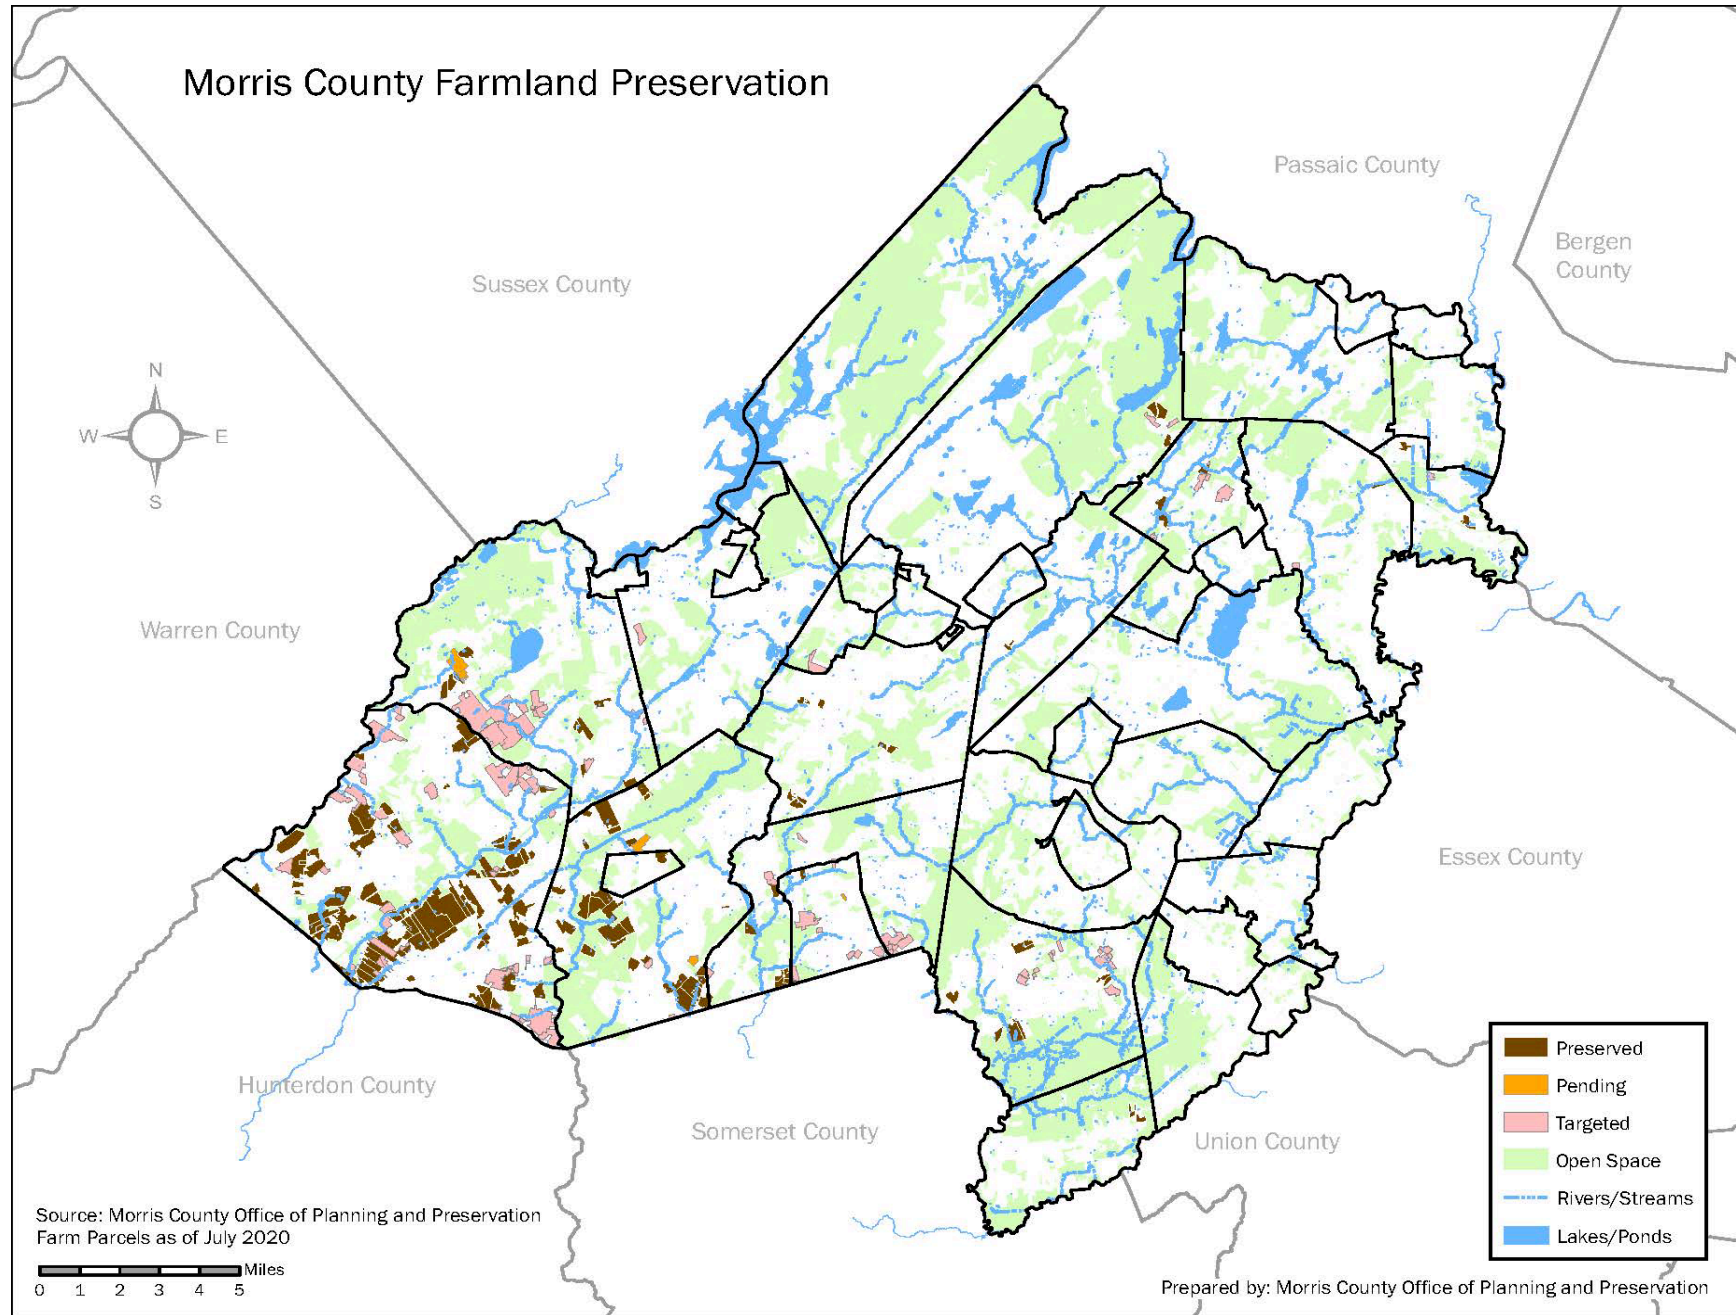 Morris County Farmland Preservation
Passaic County
Bergen
County
Sussex County
N
W
E
S
Warren County
Essex County
Hunterdon County
Somerset County
Union County
Preserved
Pending
Targeted
Open Space
Rivers/Streams
Lakes/Ponds
Source: Morris County Office of Planning and Preservation
Farm Parcels as of July 2020
Miles
0 1 2 3 4 5
Prepared by: Morris County Office of Planning and Preservation